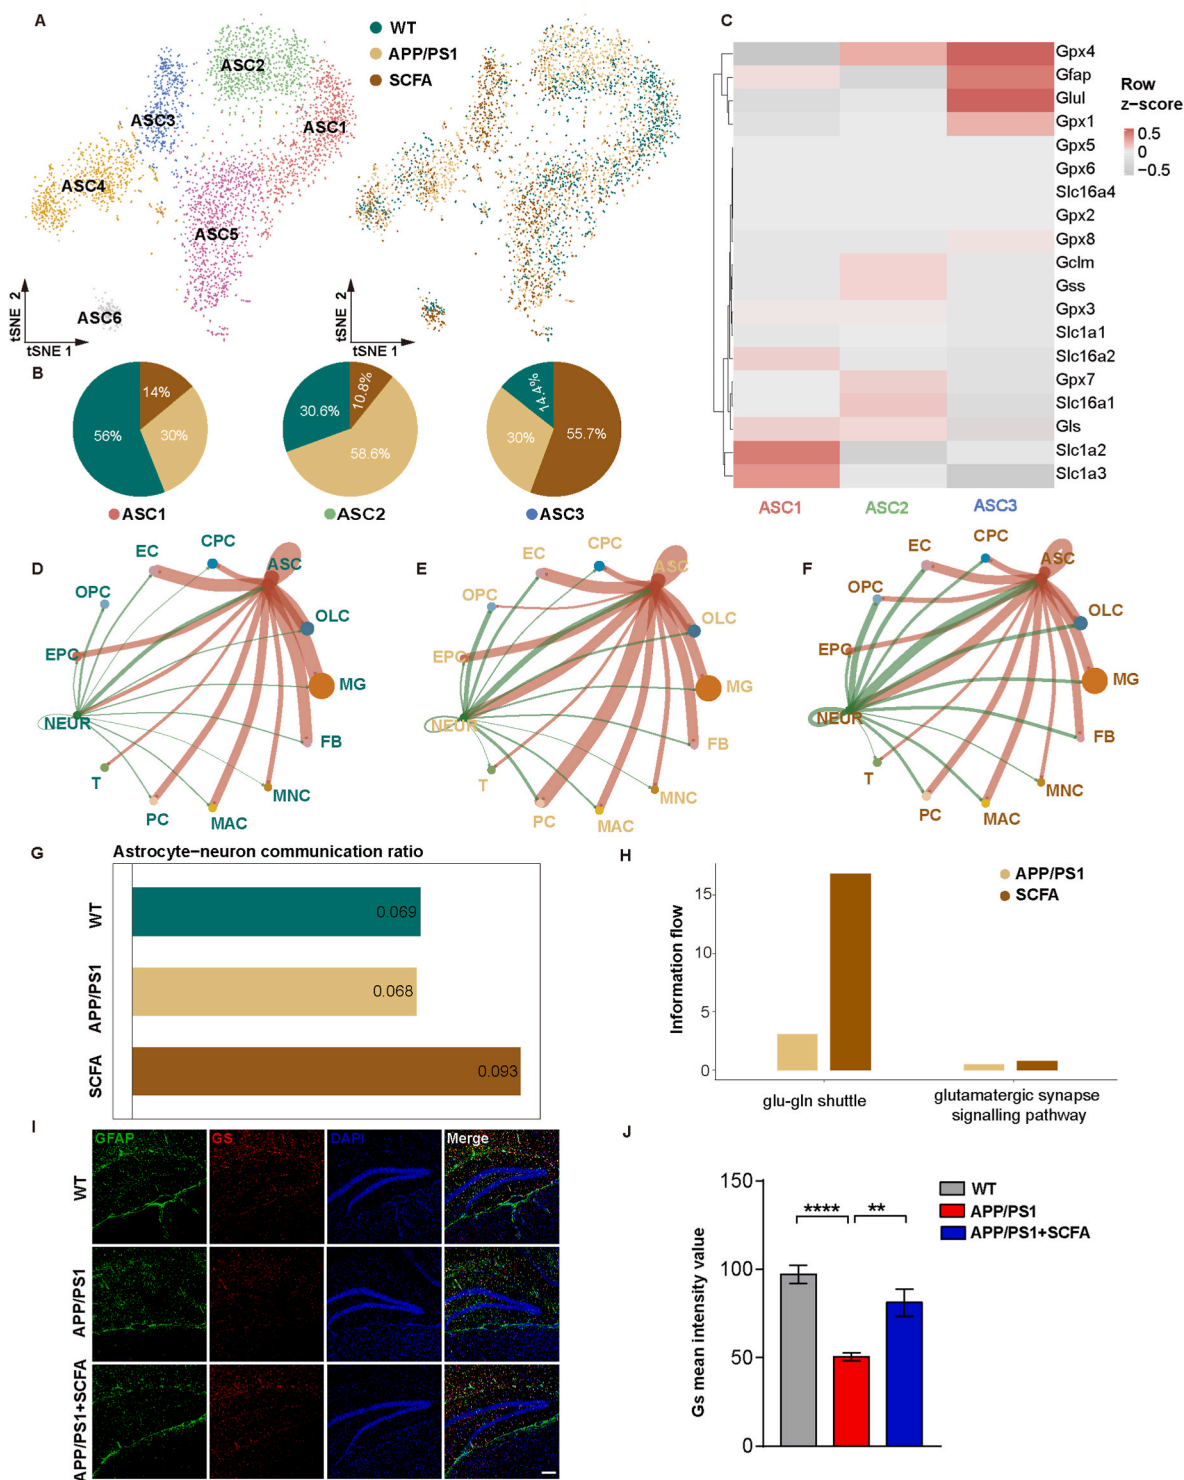 A
WT
APP/PS1
SCFA
ASC2
ASC3
ASC1
ASC4
ASC5
ASC6
tSNE 2
tSNE 1
tSNE 2
tSNE 1
B
14%
56%
30%
ASC1
10.8%
30.6%
58.6%
ASC2
14.4%
30%
55.7%
ASC3
C
Gpx4
Gfap
Glul
Gpx1
Gpx5
Gpx6
Slc16a4
Gpx2
Gpx8
Gclm
Gss
Gpx3
Slc1a1
Slc16a2
Gpx7
Slc16a1
Gls
Slc1a2
Slc1a3
ASC1
ASC2
ASC3
Row
z−score
0.5
0
−0.5
D
EC
CPC
ASC
OPC
OLC
EPC
MG
NEUR
FB
T
MNC
PC
MAC
E
EC
CPC
ASC
OPC
OLC
EPC
MG
NEUR
FB
T
MNC
PC
MAC
F
EC
CPC
ASC
OPC
OLC
EPC
MG
NEUR
FB
T
MNC
PC
MAC
G
Astrocyte−neuron communication ratio
WT
0.069
APP/PS1
0.068
SCFA
0.093
H
APP/PS1
SCFA
Information flow
15
10
5
0
glu-gln shuttle
glutamatergic synapse
signalling pathway
I
GFAP
GS
DAPI
Merge
WT
APP/PS1
APP/PS1+SCFA
J
WT
APP/PS1
APP/PS1+SCFA
Gs mean intensity value
150
100
50
0
****
**